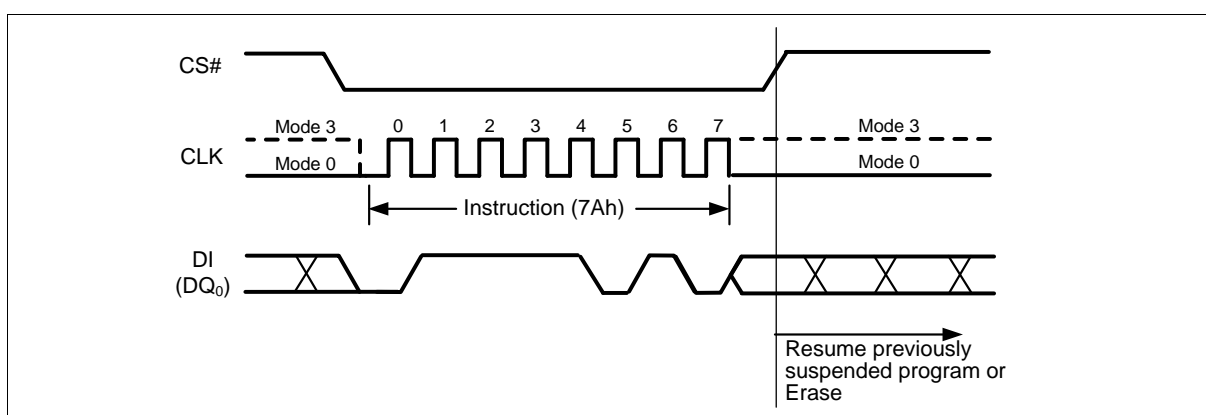 CS#
Mode 3
0 1 2 3 4 5 6 7
Mode 3
CLK
Mode 0
Mode 0
Instruction (7Ah)
DI
(DQ₀)
Resume previously
suspended program or
Erase